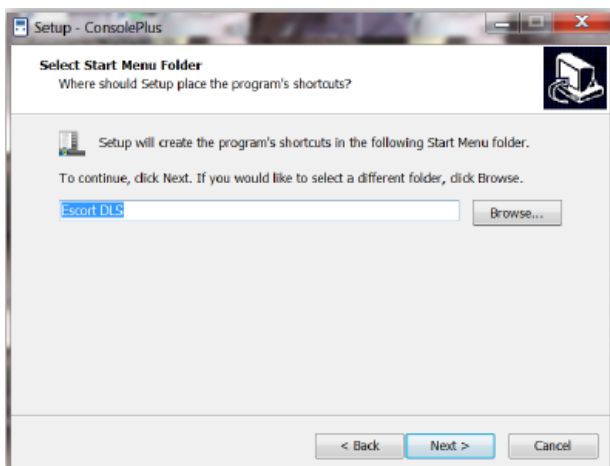 Setup - ConsolePlus
Select Start Menu Folder
Where should Setup place the program's shortcuts?
Setup will create the program's shortcuts in the following Start Menu folder.
To continue, click Next. If you would like to select a different folder, click Browse.
Escort DLS
Browse...
< Back
Next >
Cancel